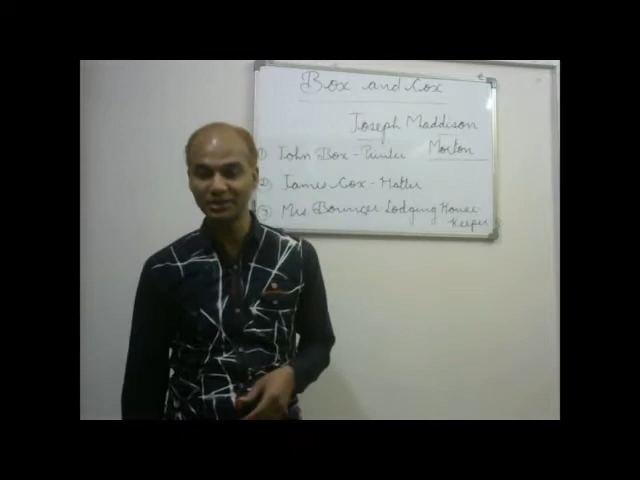 Box and Cox
Joseph Maddison
Morton
① John Box - Printer
② James Cox - Hatter
③ Mrs Bouncer Lodging House-
keeper